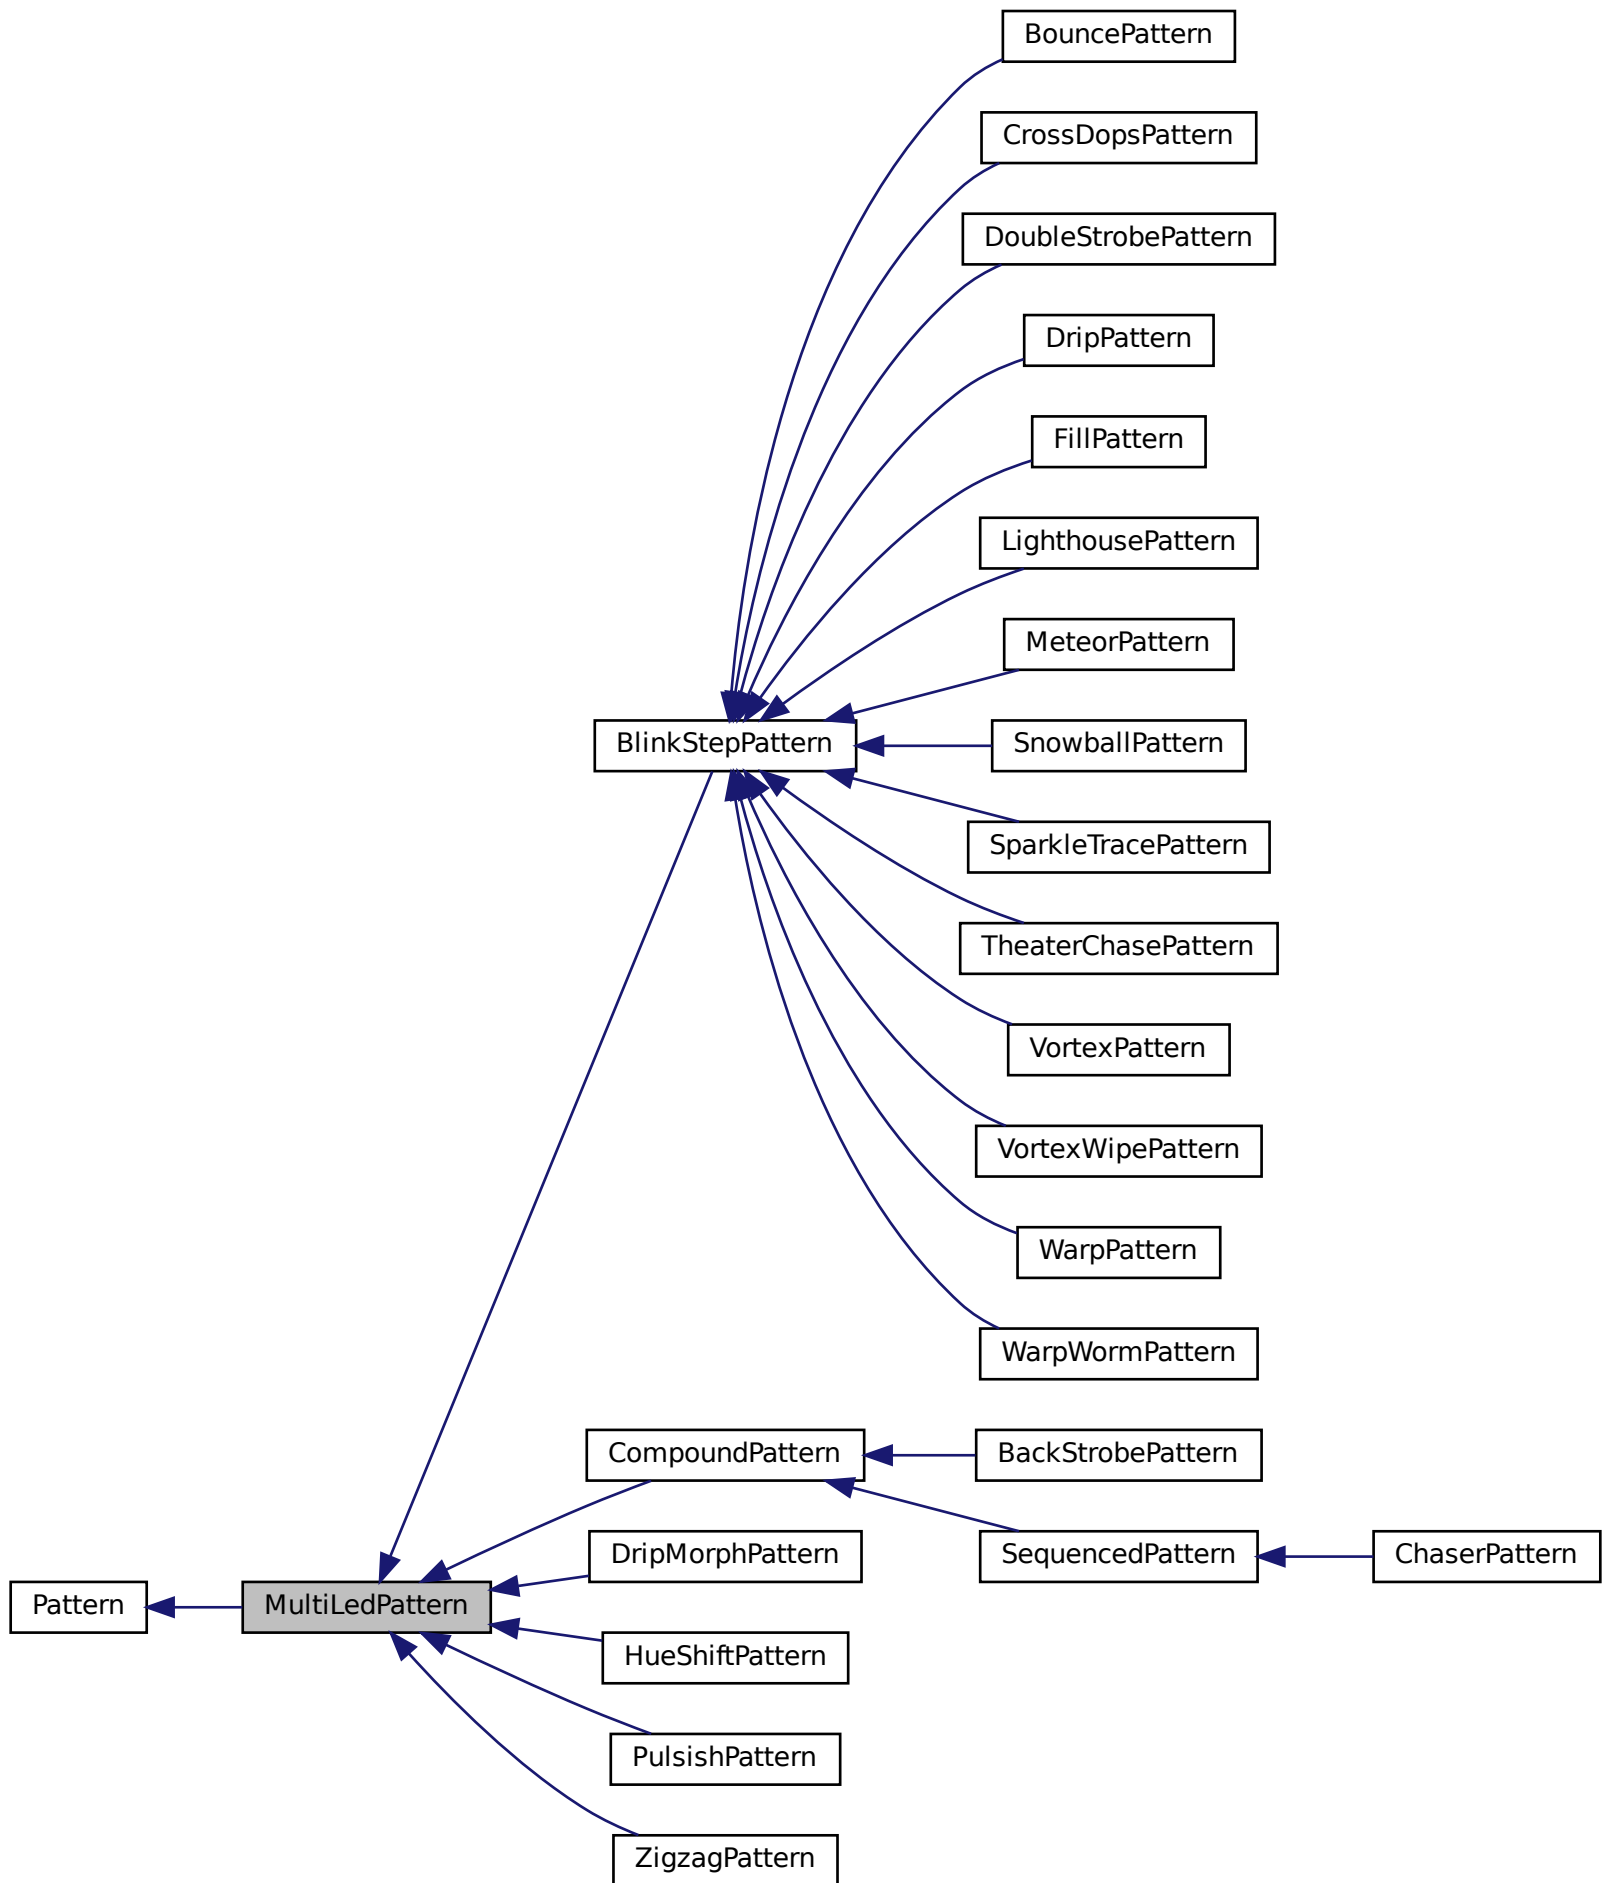 BouncePattern
CrossDopsPattern
DoubleStrobePattern
DripPattern
FillPattern
LighthousePattern
MeteorPattern
BlinkStepPattern
SnowballPattern
SparkleTracePattern
TheaterChasePattern
VortexPattern
VortexWipePattern
WarpPattern
WarpWormPattern
CompoundPattern
BackStrobePattern
DripMorphPattern
SequencedPattern
ChaserPattern
Pattern
MultiLedPattern
HueShiftPattern
PulsishPattern
ZigzagPattern